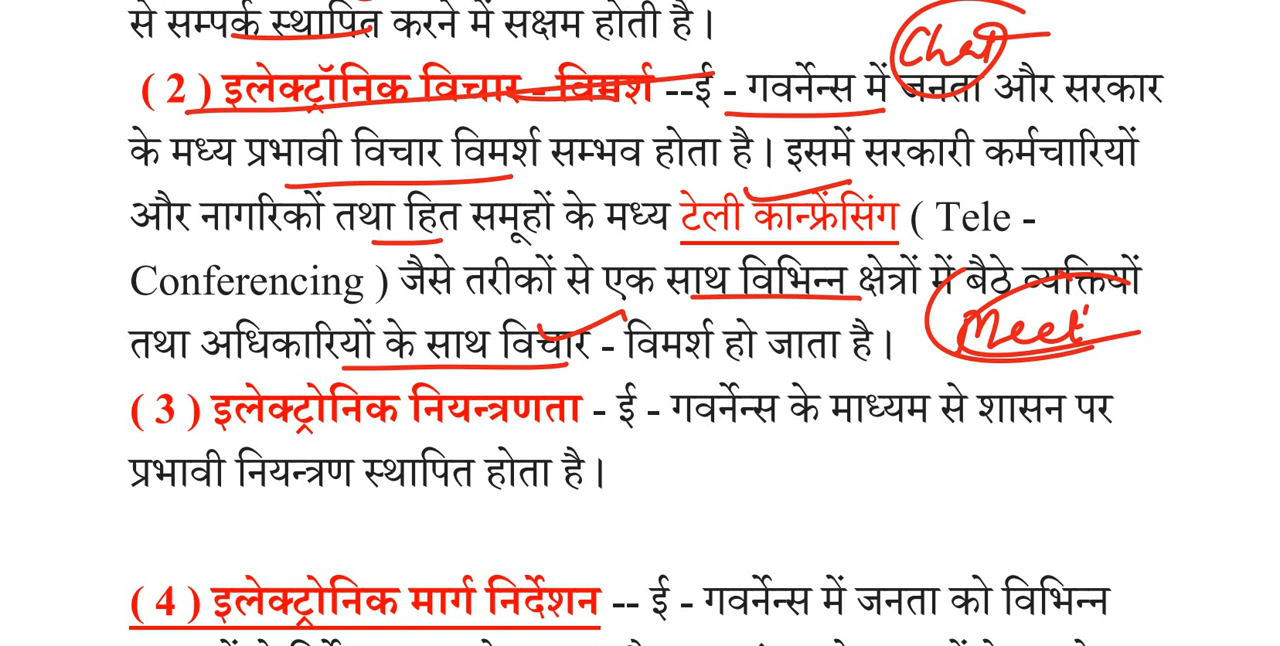 से सम्पर्क स्थापित करने में सक्षम होती है।
Chat
( 2 ) इलेक्ट्रॉनिक विचार - विमर्श --ई - गवर्नेन्स में जनता और सरकार
के मध्य प्रभावी विचार विमर्श सम्भव होता है। इसमें सरकारी कर्मचारियों
और नागरिकों तथा हित समूहों के मध्य टेली कान्फ्रेंसिंग ( Tele -
Conferencing ) जैसे तरीकों से एक साथ विभिन्न क्षेत्रों में बैठे व्यक्तियों
तथा अधिकारियों के साथ विचार - विमर्श हो जाता है।
Meet
( 3 ) इलेक्ट्रोनिक नियन्त्रणता - ई - गवर्नेन्स के माध्यम से शासन पर
प्रभावी नियन्त्रण स्थापित होता है।
( 4 ) इलेक्ट्रोनिक मार्ग निर्देशन -- ई - गवर्नेन्स में जनता को विभिन्न